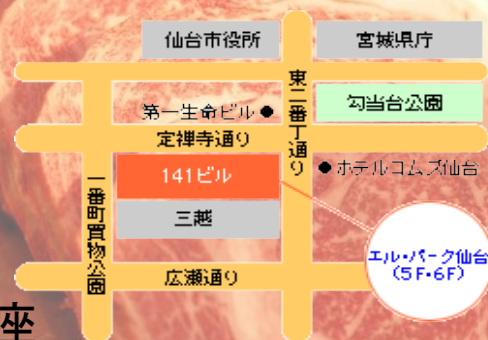 仙台市役所
宮城県庁
東二番丁通り
勾当台公園
第一生命ビル●
定禅寺通り
141ビル
●ホテルコムズ仙台
一番町買物公園
三越
エル・パーク仙台
(5F・6F)
広瀬通り
座